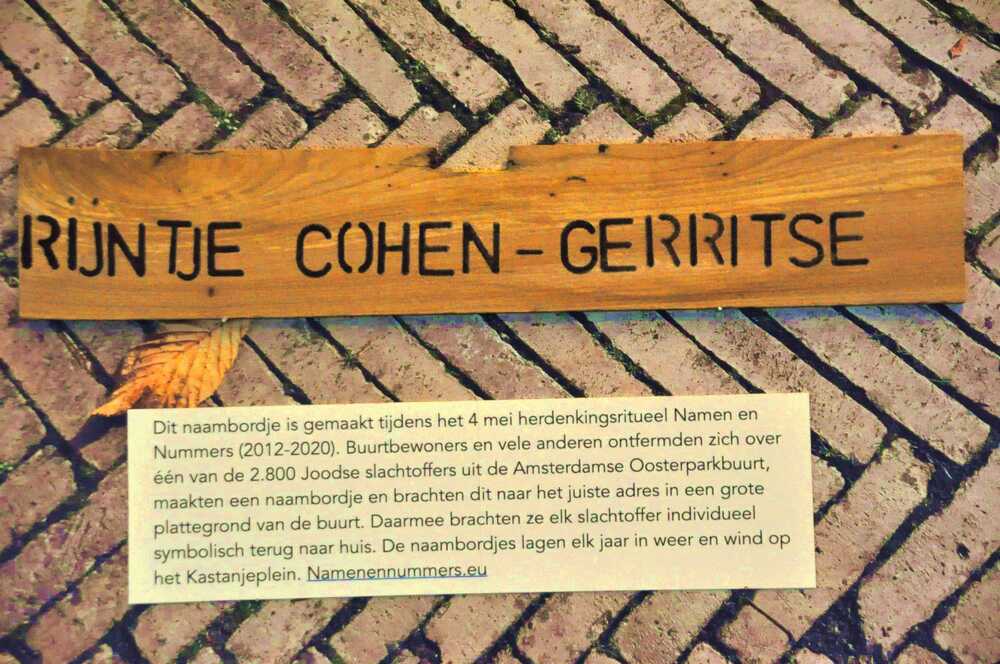 RIJNTJE COHEN-GERRITSE
Dit naambordje is gemaakt tijdens het 4 mei herdenkingsritueel Namen en
Nummers (2012-2020). Buurtbewoners en vele anderen ontfermden zich over
één van de 2.800 Joodse slachtoffers uit de Amsterdamse Oosterparkbuurt,
maakten een naambordje en brachten dit naar het juiste adres in een grote
plattegrond van de buurt. Daarmee brachten ze elk slachtoffer individueel
symbolisch terug naar huis. De naambordjes lagen elk jaar in weer en wind op
het Kastanjeplein. Namenennummers.eu